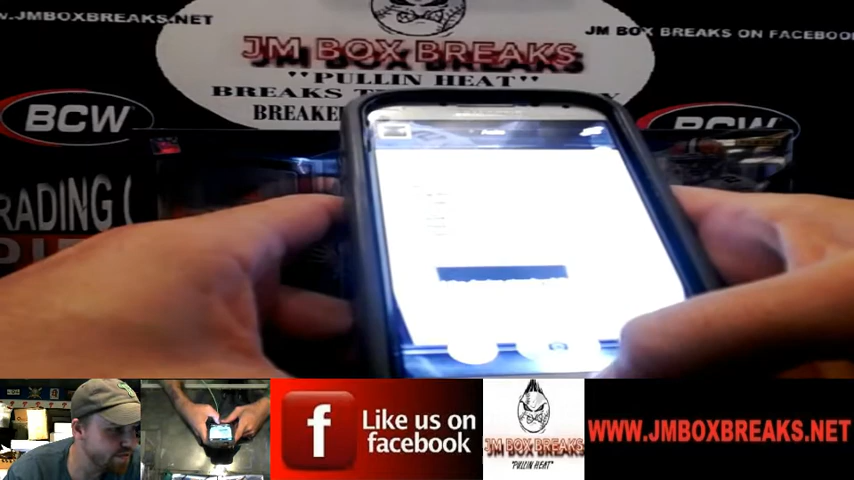 W.JMBOXBREAKS.NET
JM BOX BREAKS ON FACEBOOK
JM BOX BREAKS
"PULLIN HEAT"
BREAKS
BREAKE
BCW
BCW
RADING
Like us on
facebook
JM BOX BREAKS
"PULLIN HEAT"
WWW.JMBOXBREAKS.NET